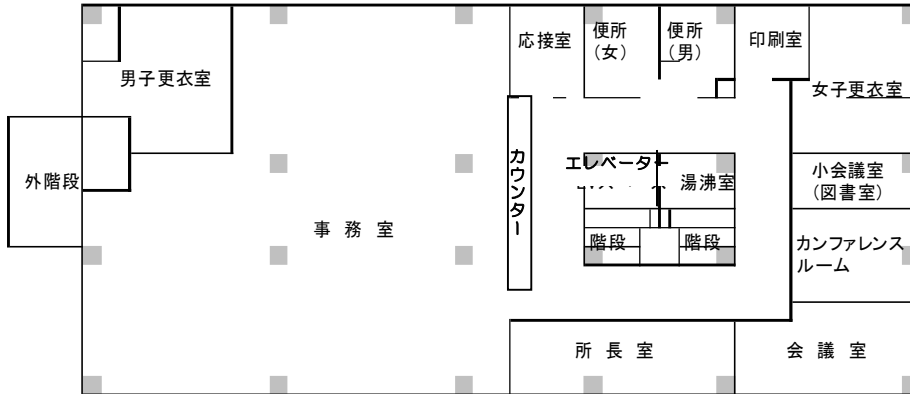 応接室
便所
(女)
便所
(男)
印刷室
男子更衣室
女子更衣室
カウンター
エレベーター
湯沸室
小会議室
(図書室)
外階段
事 務 室
階段
階段
カンファレンス
ルーム
所 長 室
会 議 室